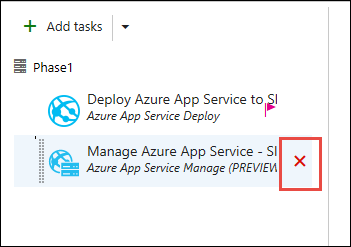 Add tasks
Phase1
Deploy Azure App Service to Sl
Azure App Service Deploy
Manage Azure App Service - Sl
Azure App Service Manage (PREVIEW